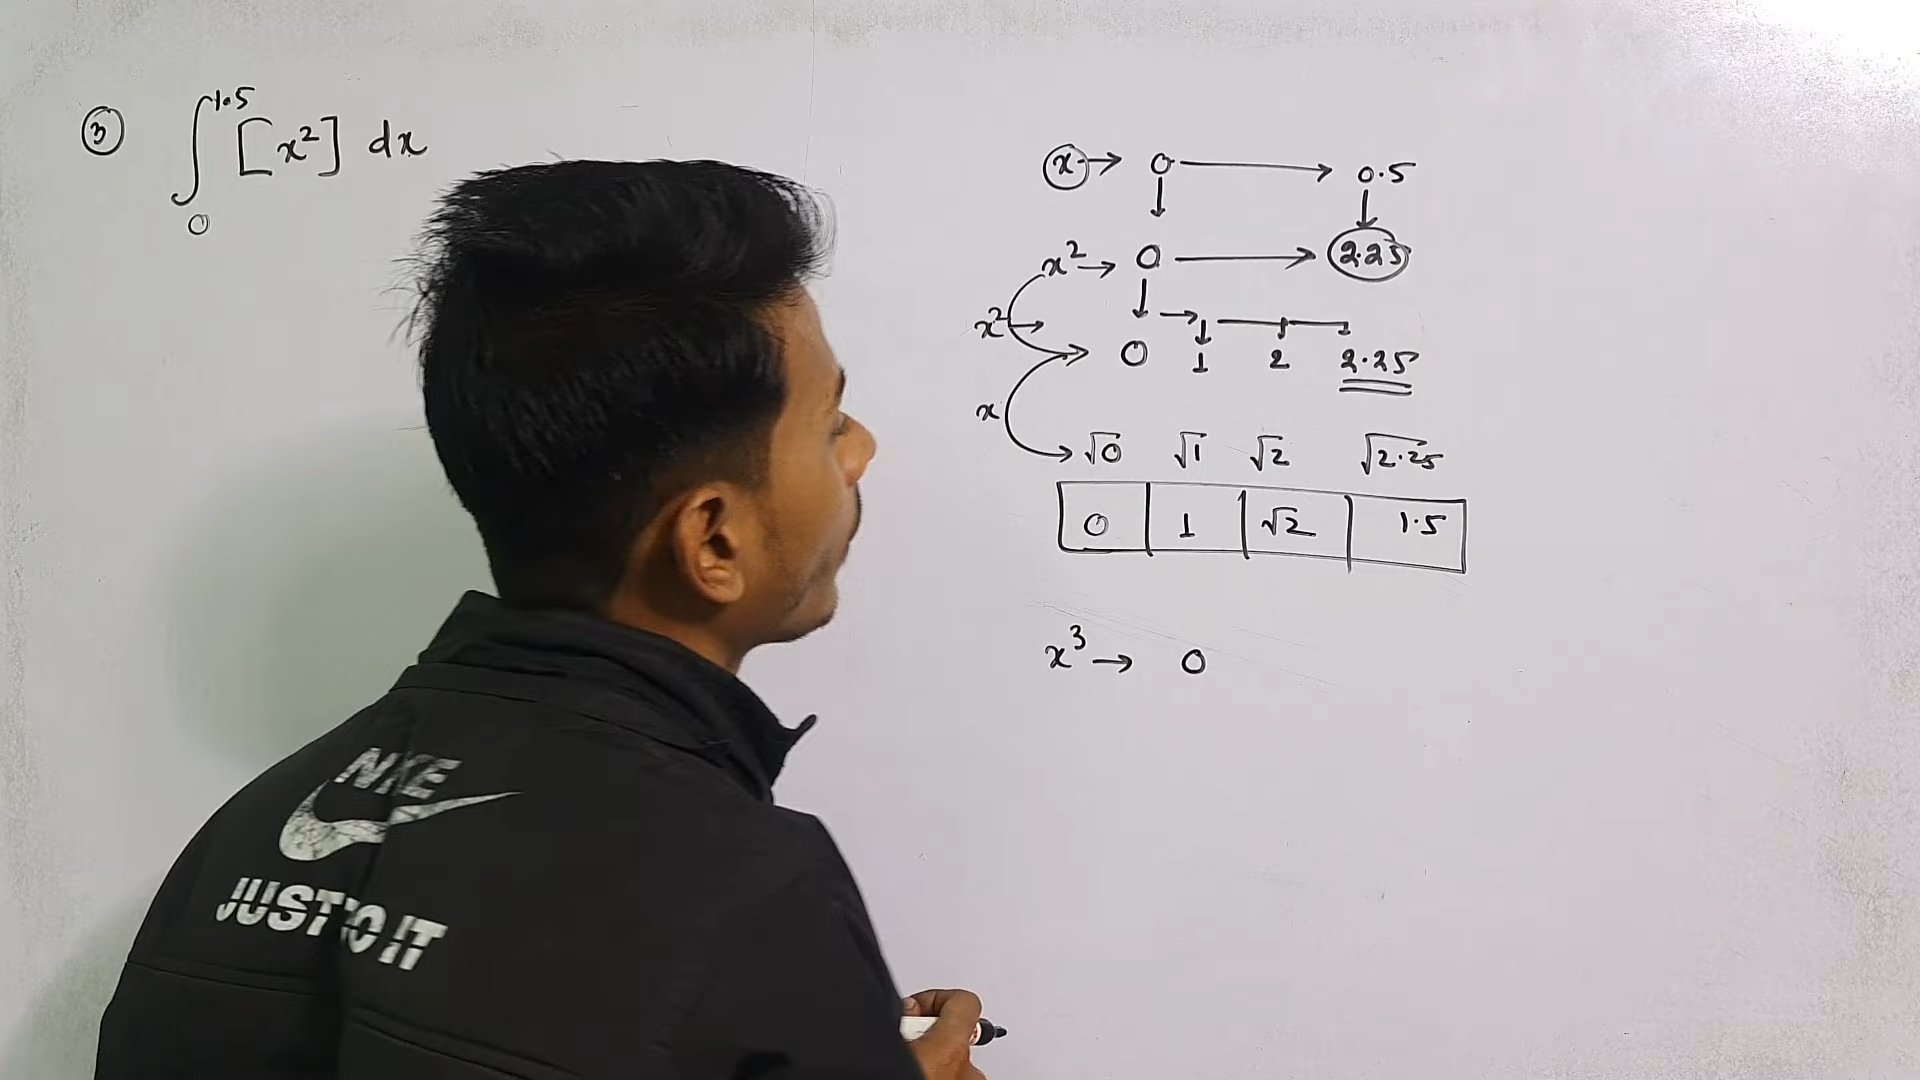 ③ ∫₀^1.5 [x²] dx
x → 0 → 0.5
x² → 0 → 2.25
x² → 0 1 2 2.25
x √0 √1 √2 √2.25
0 1 √2 1.5
x³ → 0
NIKE
JUST DO IT